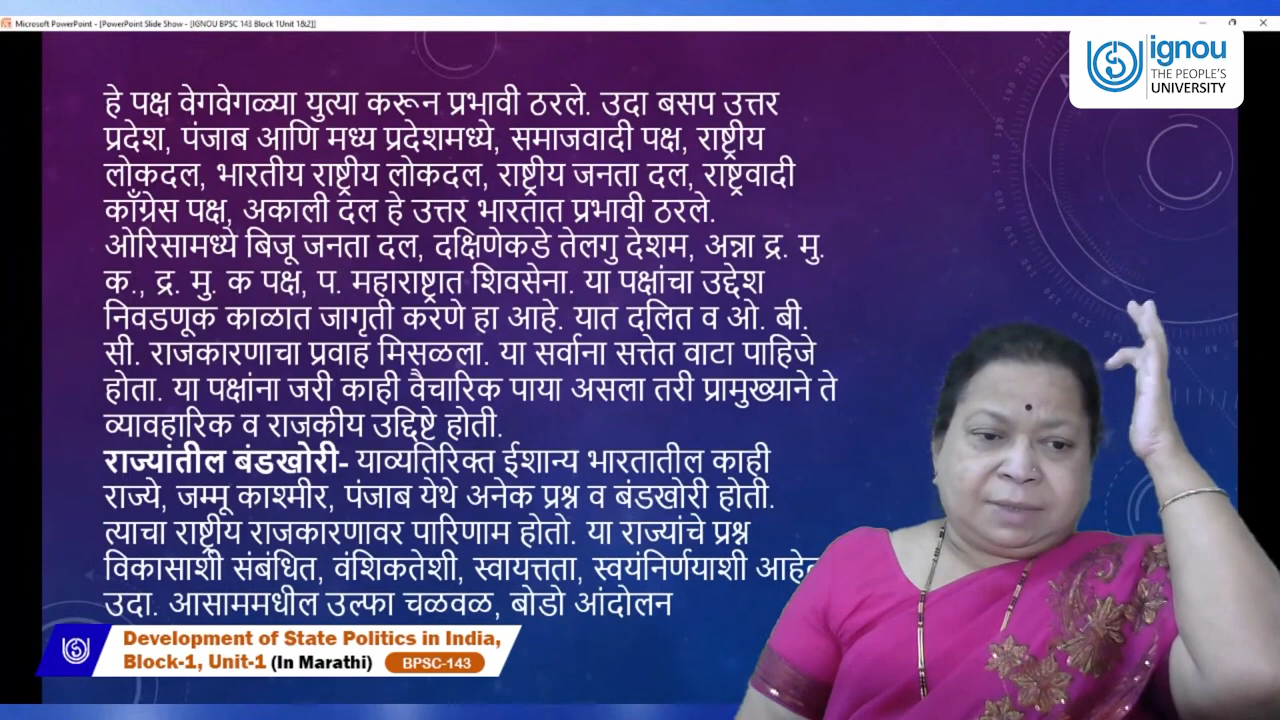 Microsoft PowerPoint - [PowerPoint Slide Show - [IGNOU BPSC 143 Block 1Unit 1&2]]
ignou
THE PEOPLE'S
UNIVERSITY
हे पक्ष वेगवेगळ्या युत्या करून प्रभावी ठरले. उदा बसप उत्तर
प्रदेश, पंजाब आणि मध्य प्रदेशमध्ये, समाजवादी पक्ष, राष्ट्रीय
लोकदल, भारतीय राष्ट्रीय लोकदल, राष्ट्रीय जनता दल, राष्ट्रवादी
काँग्रेस पक्ष, अकाली दल हे उत्तर भारतात प्रभावी ठरले.
ओरिसामध्ये बिजू जनता दल, दक्षिणेकडे तेलगु देशम, अन्ना द्र. मु.
क., द्र. मु. क पक्ष, प. महाराष्ट्रात शिवसेना. या पक्षांचा उद्देश
निवडणूक काळात जागृती करणे हा आहे. यात दलित व ओ. बी.
सी. राजकारणाचा प्रवाह मिसळला. या सर्वाना सत्तेत वाटा पाहिजे
होता. या पक्षांना जरी काही वैचारिक पाया असला तरी प्रामुख्याने ते
व्यावहारिक व राजकीय उद्दिष्टे होती.
राज्यांतील बंडखोरी- याव्यतिरिक्त ईशान्य भारतातील काही
राज्ये, जम्मू काश्मीर, पंजाब येथे अनेक प्रश्न व बंडखोरी होती.
त्याचा राष्ट्रीय राजकारणावर पारिणाम होतो. या राज्यांचे प्रश्न
विकासाशी संबंधित, वंशिकतेशी, स्वायत्तता, स्वयंनिर्णयाशी
उदा. आसाममधील उल्फा चळवळ, बोडो आंदोलन
Development of State Politics in India,
Block-1, Unit-1 (In Marathi) BPSC-143